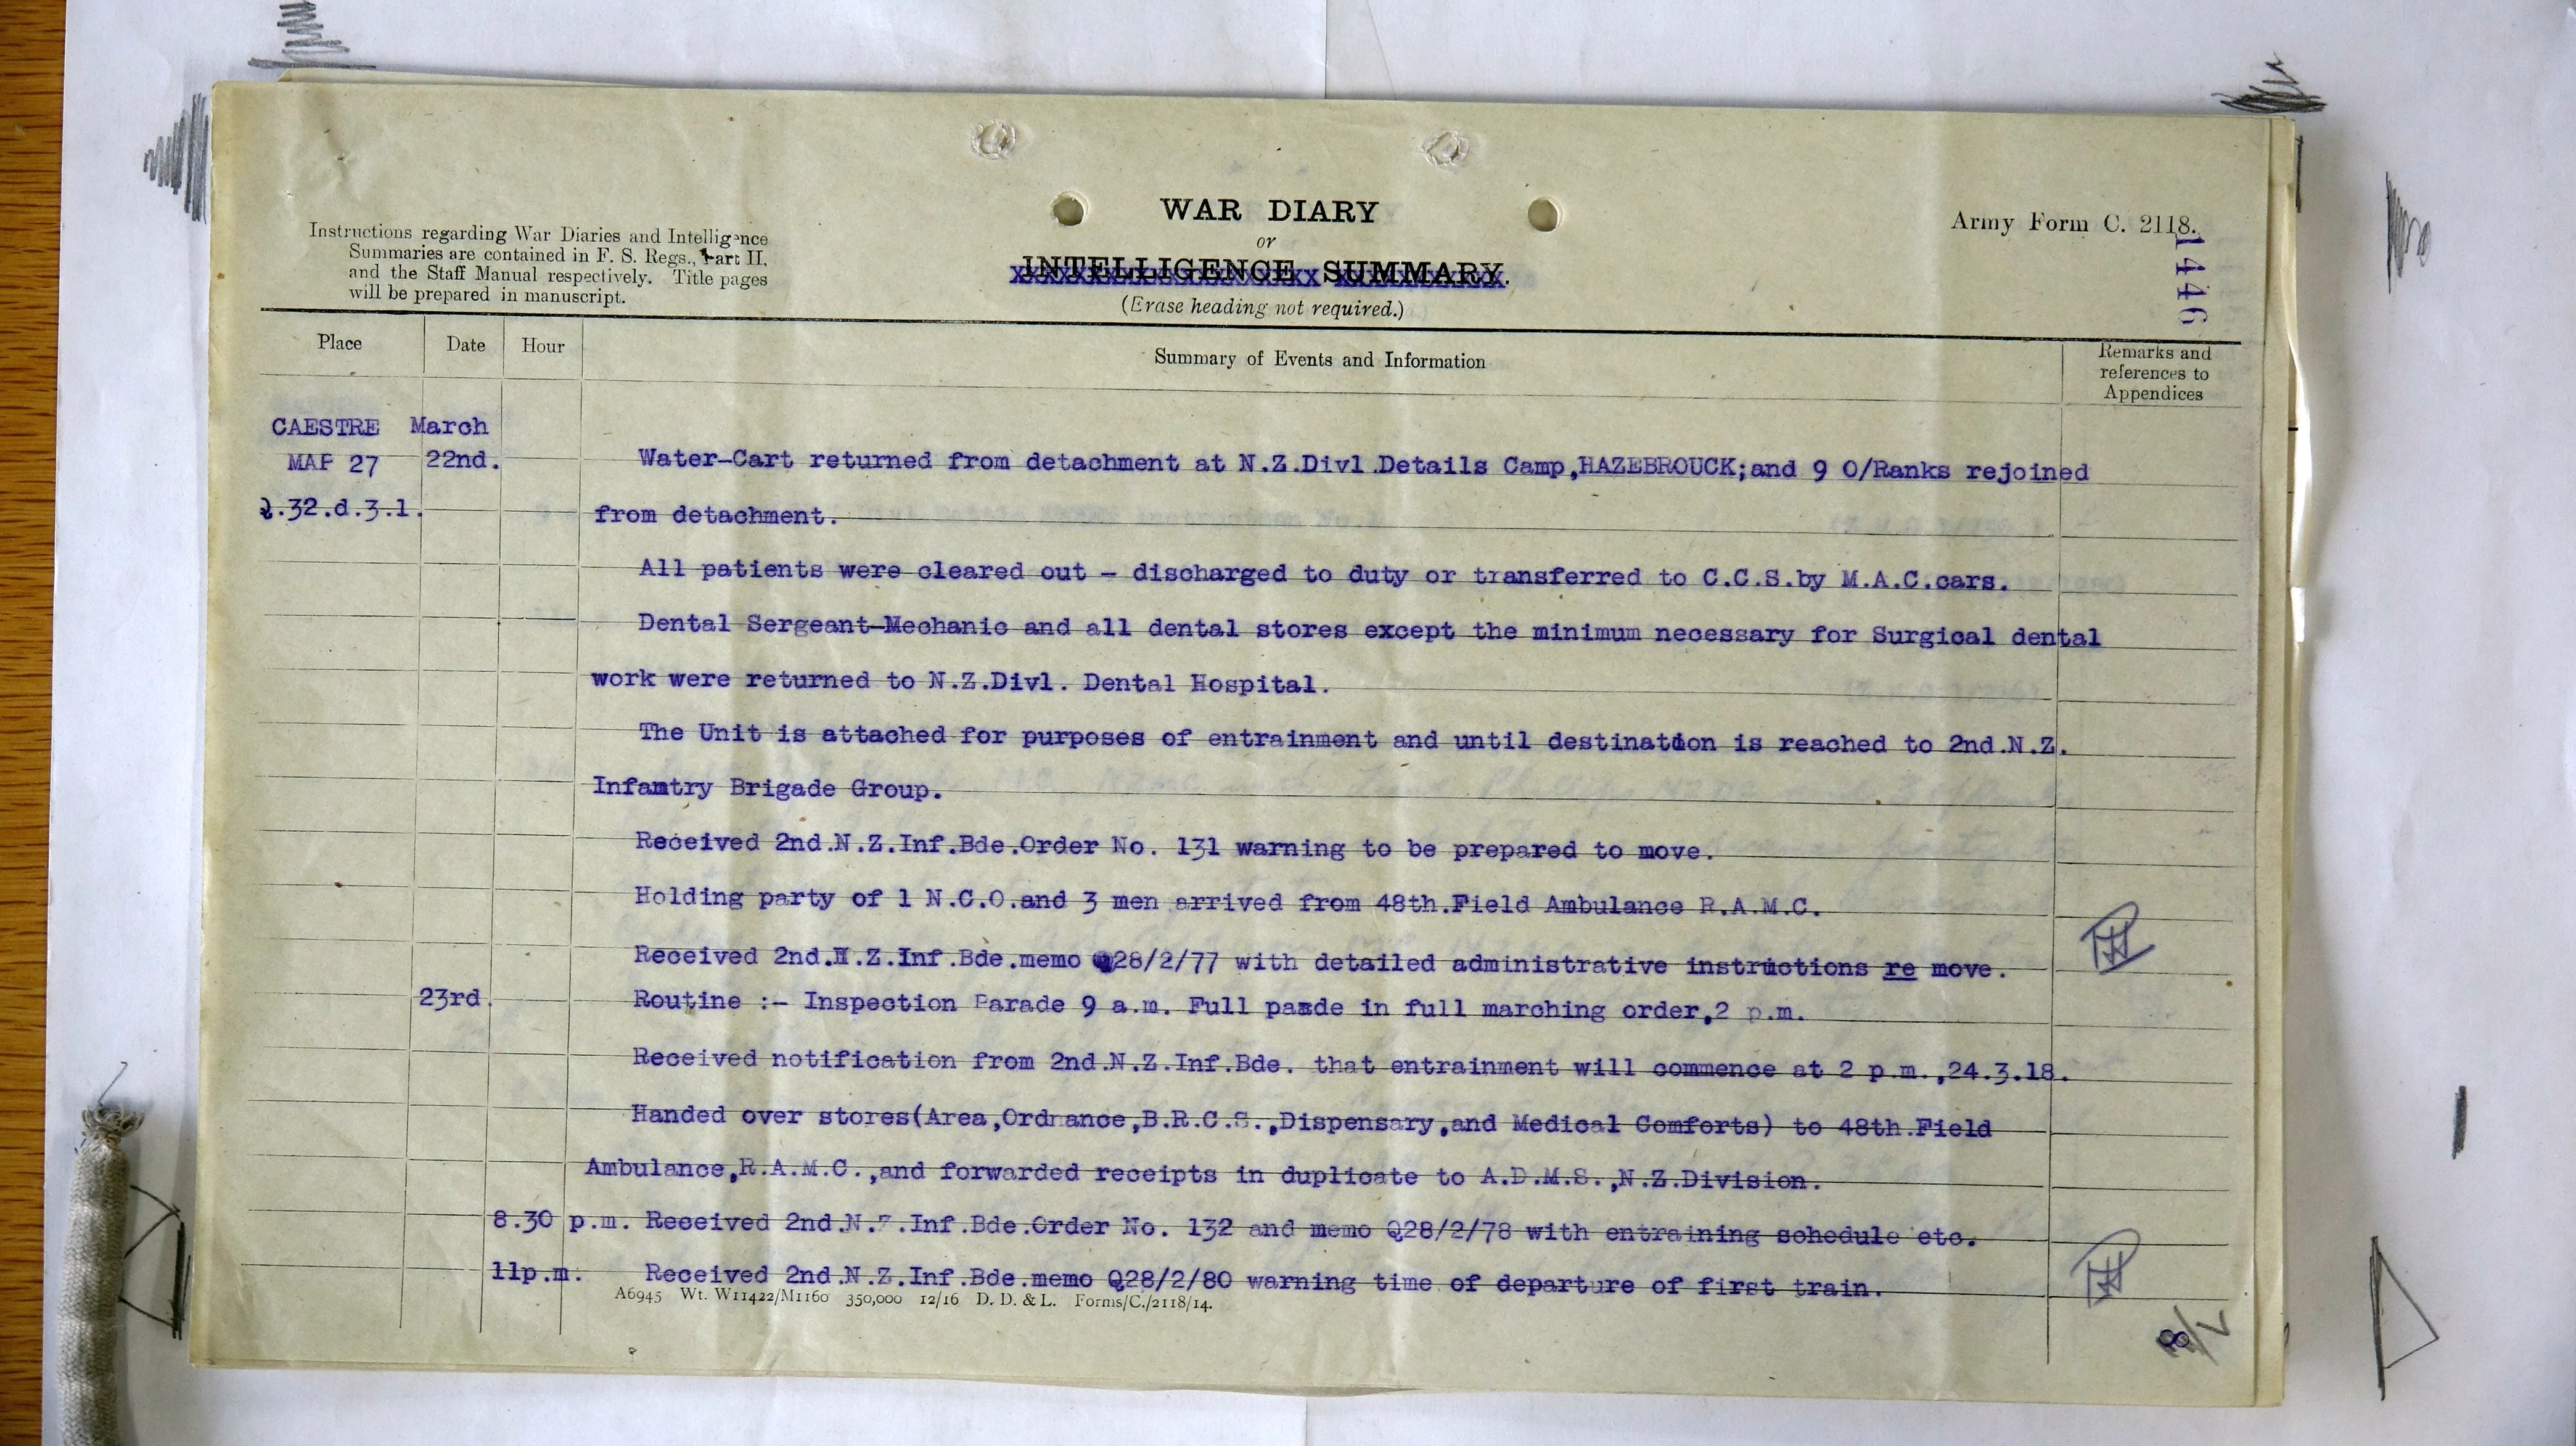 WAR DIARY
or
INTELLIGENCE SUMMARY.
(Erase heading not required.)
Instructions regarding War Diaries and Intelligence
Summaries are contained in F. S. Regs., Part II.
and the Staff Manual respectively. Title pages
will be prepared in manuscript.
Army Form C. 2118.
1446
Place Date Hour Summary of Events and Information Remarks and
references to
Appendices
CAESTRE March
MAP 27 22nd. Water-Cart returned from detachment at N.Z.Divl.Details Camp,HAZEBROUCK;and 9 O/Ranks rejoined
.32.d.3.1. from detachment.
All patients were cleared out - discharged to duty or transferred to C.C.S.by M.A.C.cars.
Dental Sergeant-Mechanic and all dental stores except the minimum necessary for Surgical dental
work were returned to N.Z.Divl. Dental Hospital.
The Unit is attached for purposes of entrainment and until destination is reached to 2nd.N.Z.
Infantry Brigade Group.
Received 2nd.N.Z.Inf.Bde.Order No. 131 warning to be prepared to move.
Holding party of 1 N.C.O.and 3 men arrived from 48th.Field Ambulance R.A.M.C.
Received 2nd.N.Z.Inf.Bde.memo Q28/2/77 with detailed administrative instructions re move.
23rd. Routine :- Inspection Parade 9 a.m. Full parade in full marching order,2 p.m.
Received notification from 2nd.N.Z.Inf.Bde. that entrainment will commence at 2 p.m.,24.3.18.
Handed over stores(Area,Ordnance,B.R.C.S.,Dispensary,and Medical Comforts) to 48th.Field
Ambulance,R.A.M.C.,and forwarded receipts in duplicate to A.D.M.S.,N.Z.Division.
8.30 p.m. Received 2nd.N.Z.Inf.Bde.Order No. 132 and memo Q28/2/78 with entraining schedule etc.
11p.m. Received 2nd.N.Z.Inf.Bde.memo Q28/2/80 warning time of departure of first train.
A6945 Wt. W11422/M1160 350,000 12/16 D. D. & L. Forms/C./2118/14.
8